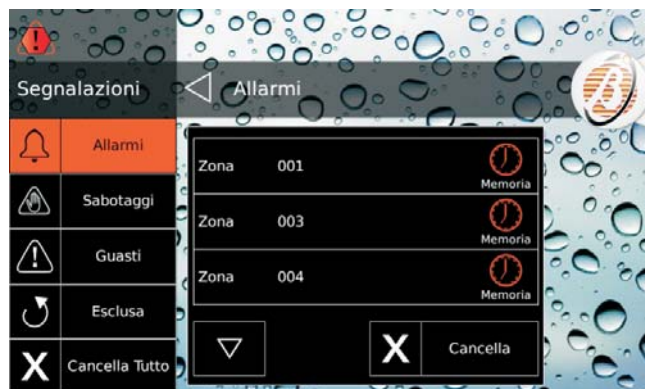 Segnalazioni
Allarmi
Allarmi
Sabotaggi
Guasti
Esclusa
X Cancella Tutto
Zona 001 Memoria
Zona 003 Memoria
Zona 004 Memoria
X Cancella